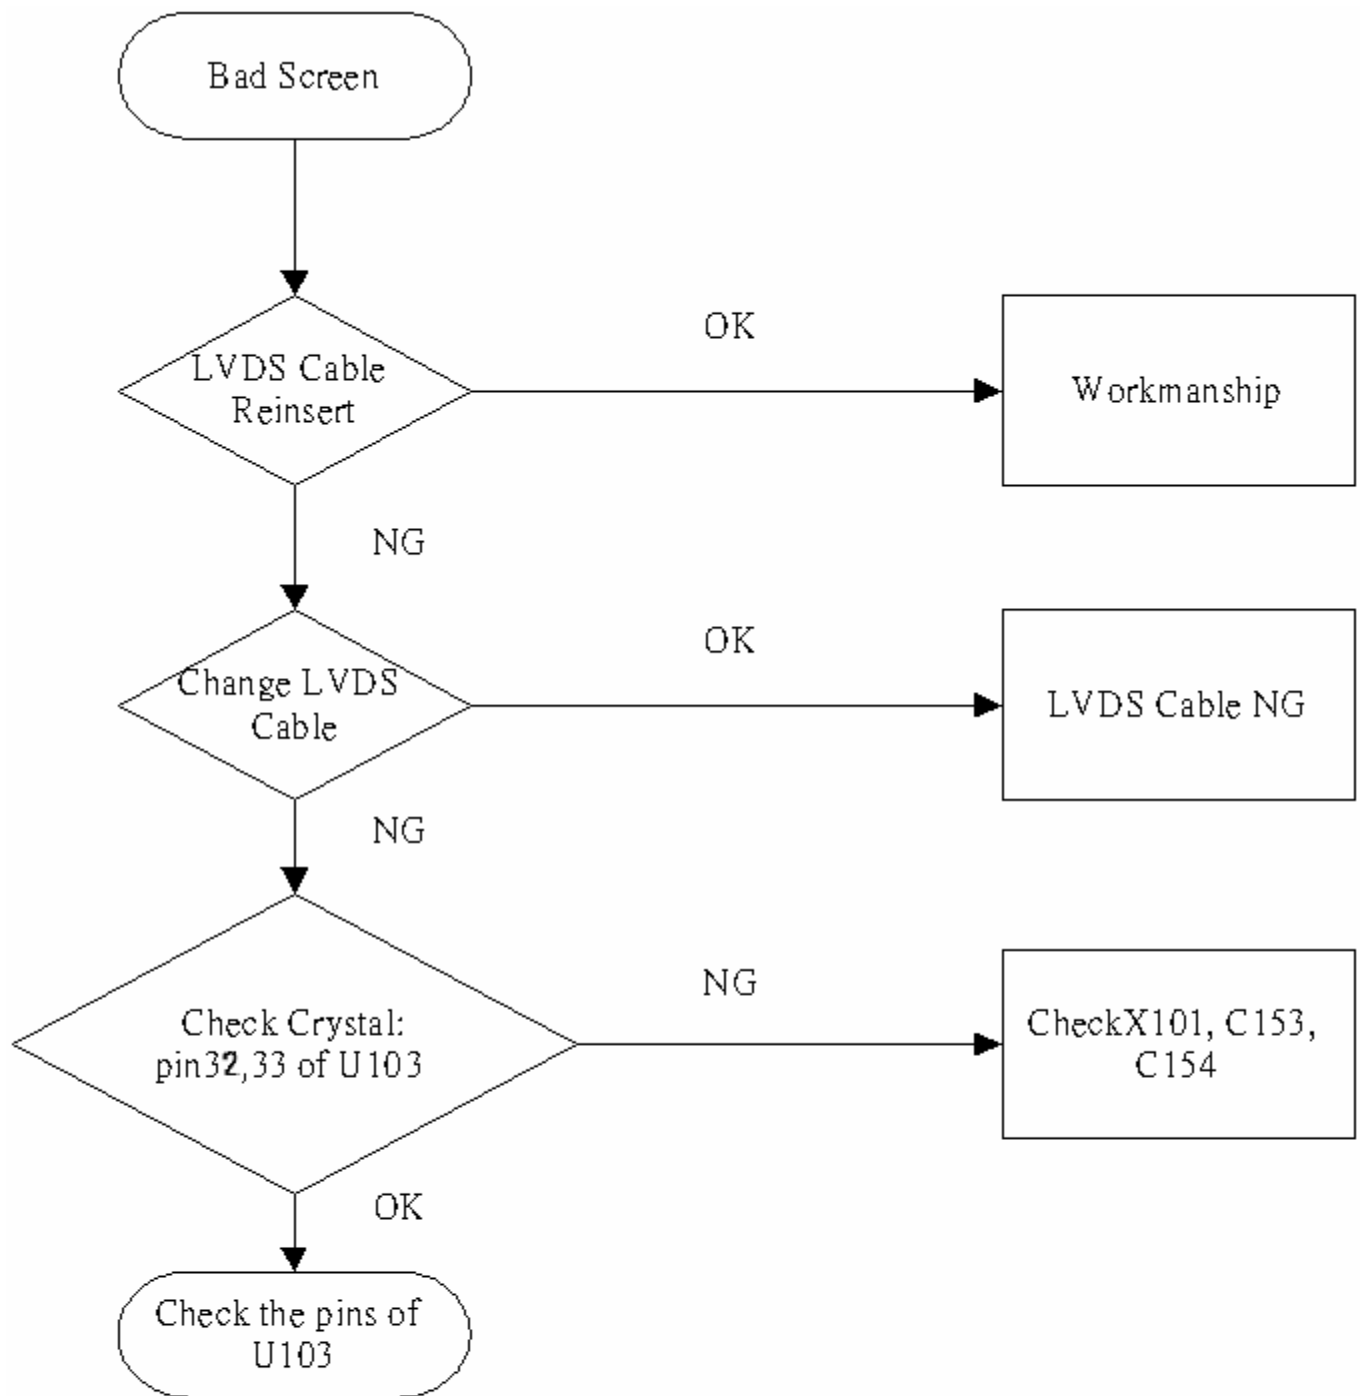 Bad Screen
OK
LVDS Cable
Reinsert
Workmanship
NG
OK
Change LVDS
Cable
LVDS Cable NG
NG
NG
Check Crystal:
pin32,33 of U103
CheckX101, C153,
C154
OK
Check the pins of
U103